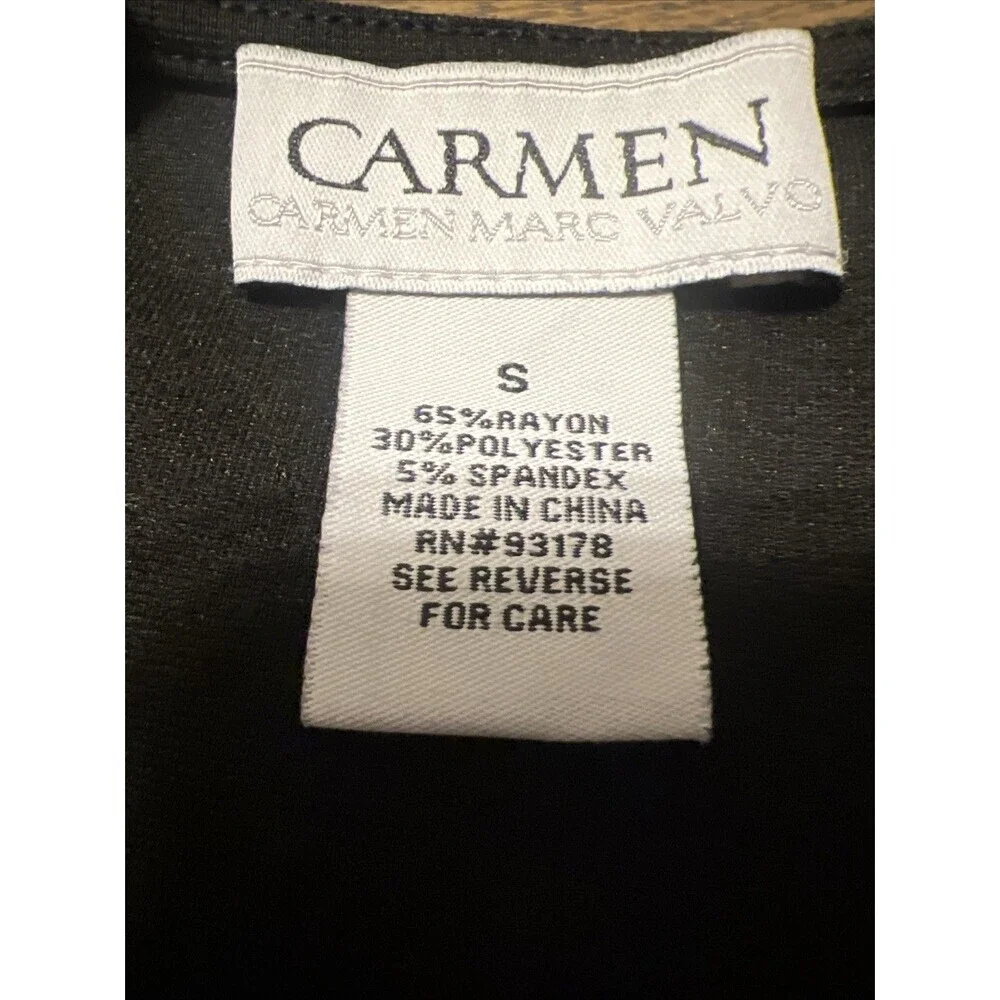 CARMEN
CARMEN MARC VALVO
S
65%RAYON
30%POLYESTER
5% SPANDEX
MADE IN CHINA
RN#93178
SEE REVERSE
FOR CARE